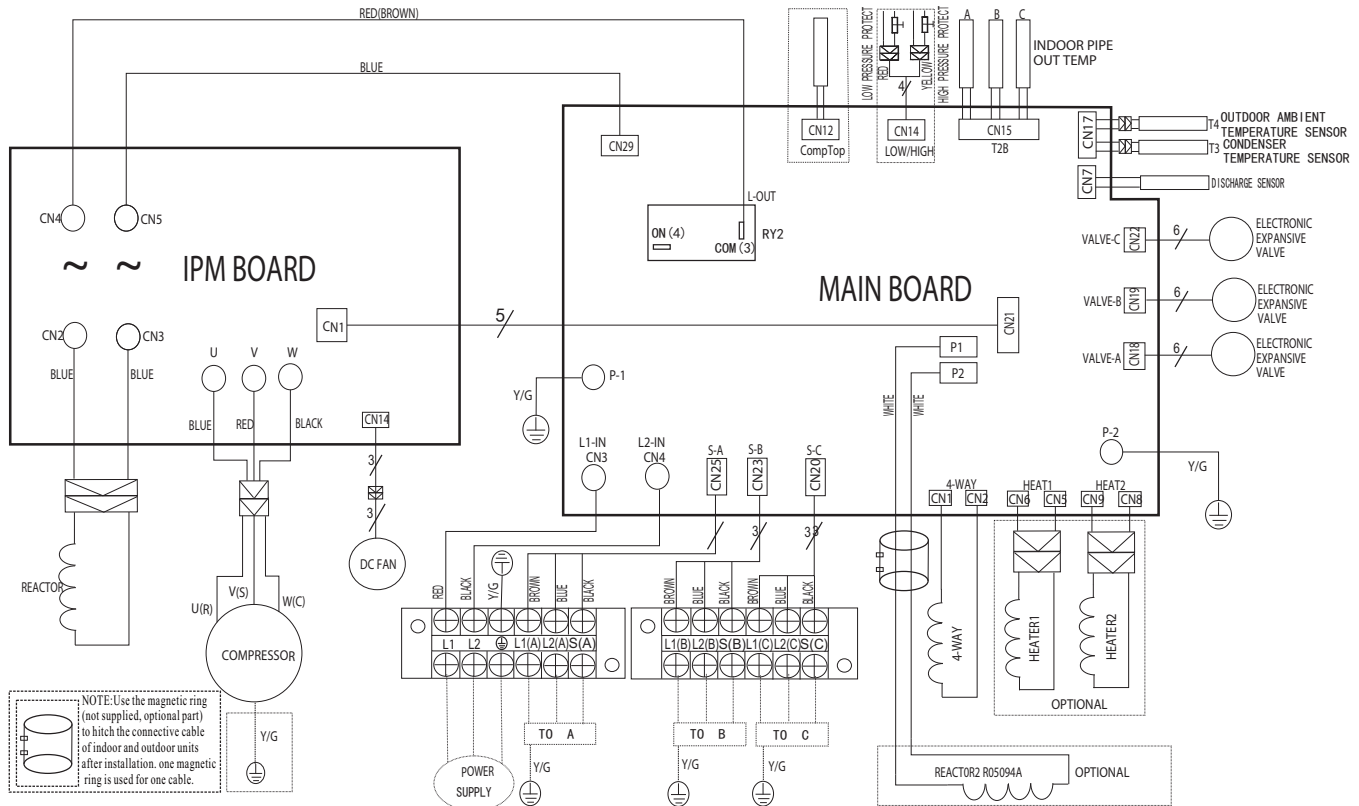 RED(BROWN)
BLUE
LOW PRESSURE PROTECT
RED
YELLOW
HIGH PRESSURE PROTECT
4
A
B
C
INDOOR PIPE
OUT TEMP
CN12
CompTop
CN14
LOW/HIGH
CN15
T2B
CN17
T4 OUTDOOR AMBIENT
TEMPERATURE SENSOR
T3 CONDENSER
TEMPERATURE SENSOR
CN7
DISCHARGE SENSOR
CN29
L-OUT
ON (4)
COM (3)
RY2
CN4
CN5
~
~
IPM BOARD
MAIN BOARD
VALVE-C
CN22
6
ELECTRONIC
EXPANSIVE
VALVE
VALVE-B
CN19
6
ELECTRONIC
EXPANSIVE
VALVE
VALVE-A
CN18
6
ELECTRONIC
EXPANSIVE
VALVE
CN2
CN3
CN1
5
CN21
U
V
W
BLUE
BLUE
BLUE
RED
BLACK
CN14
3
3
DC FAN
P-1
Y/G
P1
P2
WHITE
WHITE
P-2
Y/G
L1-IN
CN3
L2-IN
CN4
S-A
CN25
S-B
CN23
S-C
CN20
3
3
3
4-WAY
CN1
CN2
HEAT1
CN6
CN5
HEAT2
CN9
CN8
REACTOR
U(R)
V(S)
W(C)
COMPRESSOR
Y/G
RED
BLACK
Y/G
BROWN
BLUE
BLACK
L1
L2
L1(A)
L2(A)
S(A)
BROWN
BLUE
BLACK
BROWN
BLUE
BLACK
L1(B)
L2(B)
S(B)
L1(C)
L2(C)
S(C)
4-WAY
HEATER1
HEATER2
OPTIONAL
POWER
SUPPLY
TO A
Y/G
TO B
Y/G
TO C
Y/G
REACTOR2 R05094A
OPTIONAL
NOTE:Use the magnetic ring
(not supplied, optional part)
to hitch the connective cable
of indoor and outdoor units
after installation. one magnetic
ring is used for one cable.